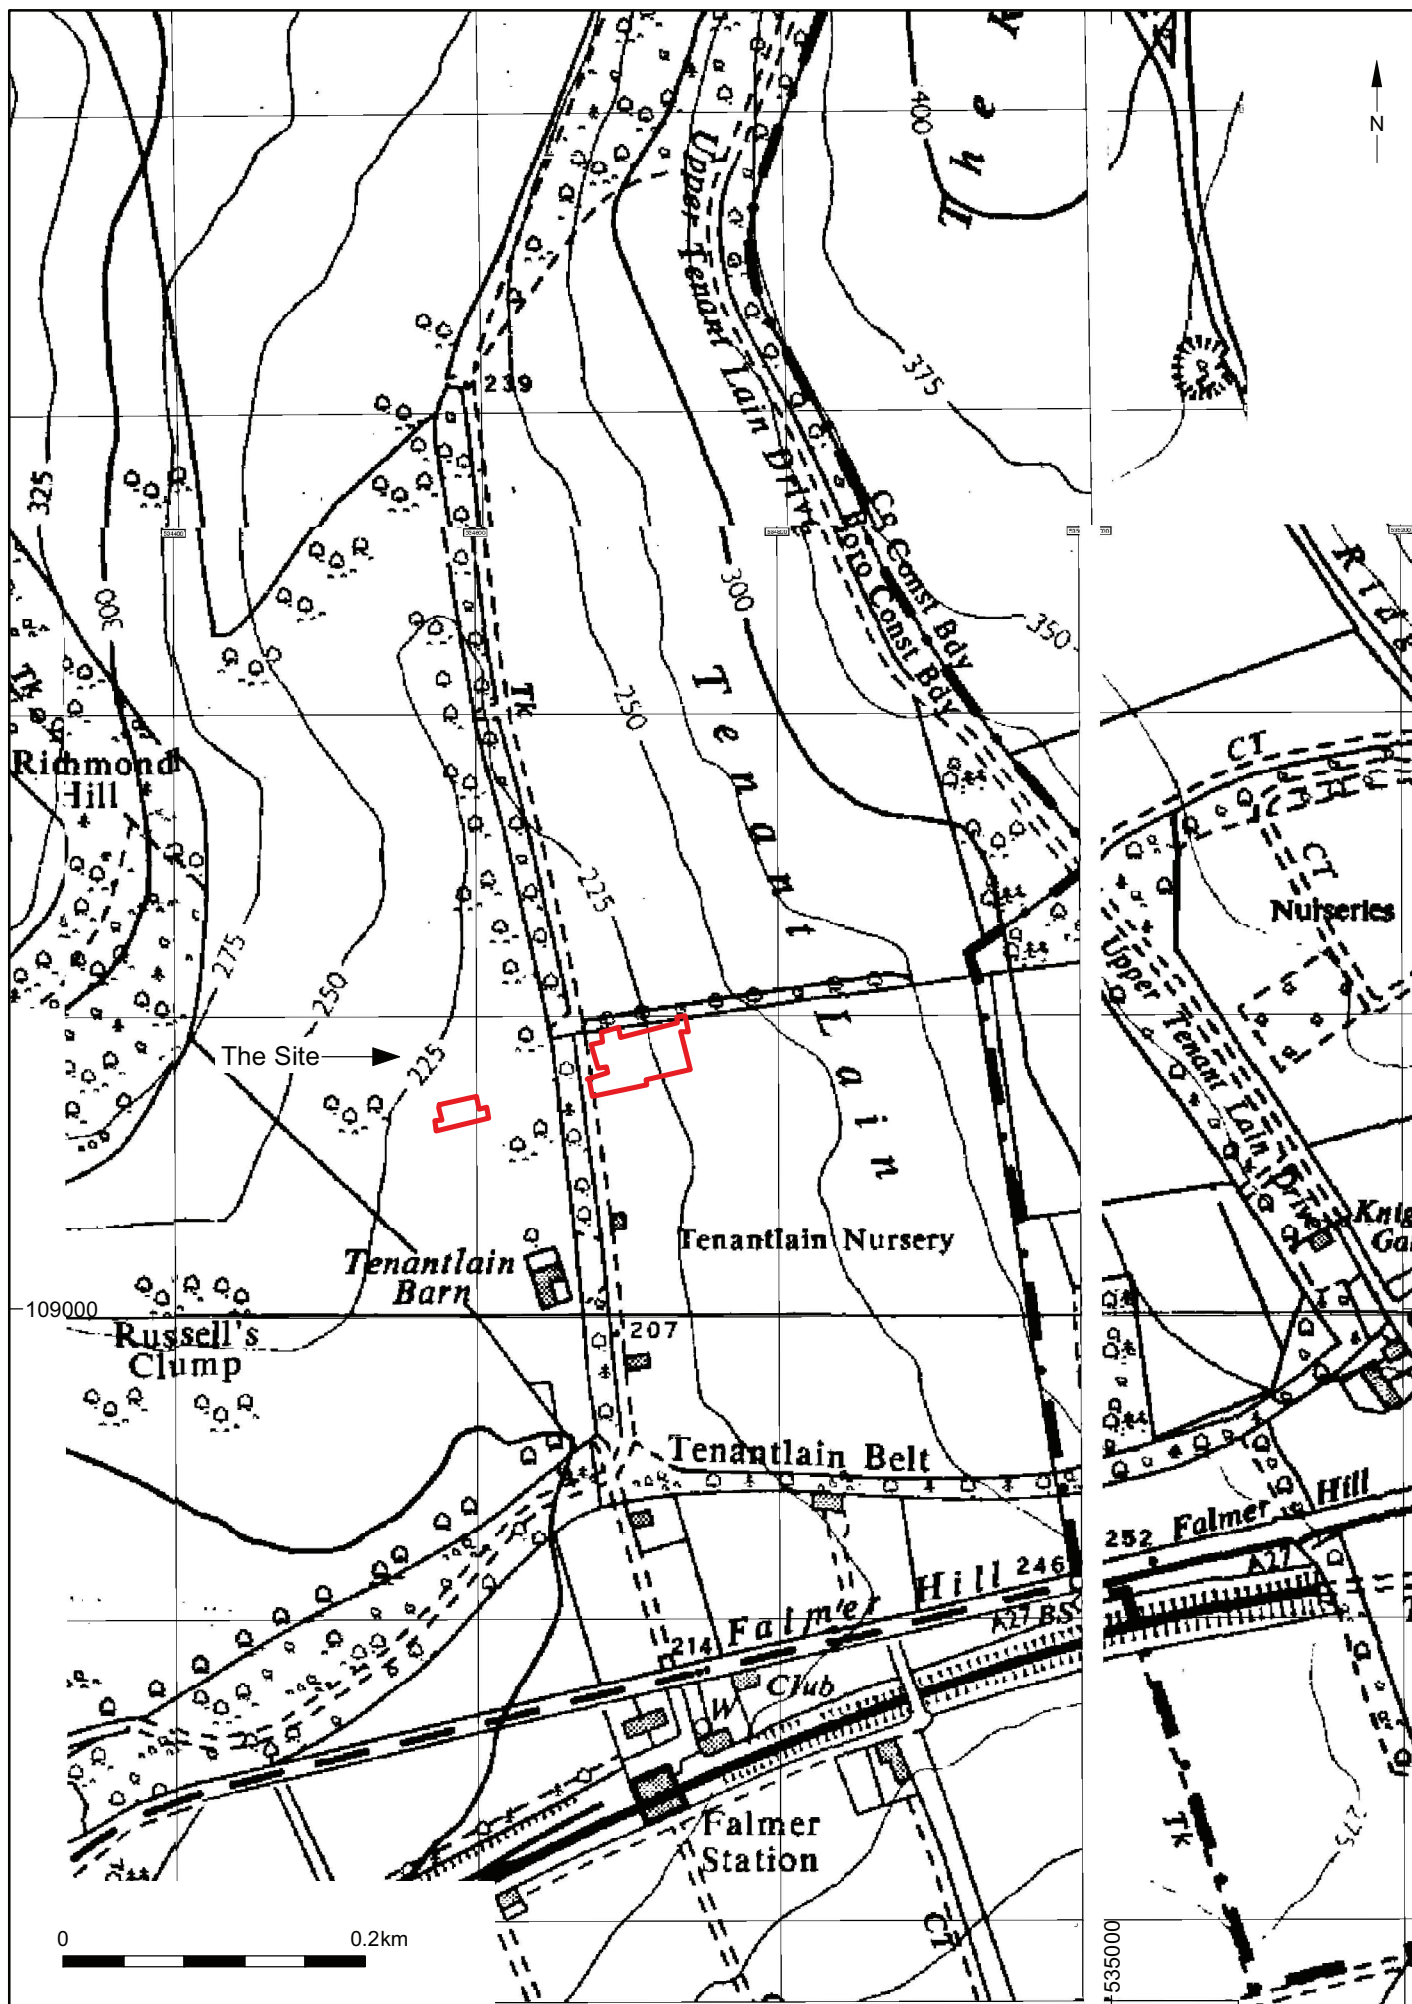 The
400
N
Upper Tenant Lain Drive
375
239
325
Co Const Bdy
Boro Const Bdy
300
300
350
Tk
250
Tenant Lain
CT
Richmond
Hill
CT
225
Nurseries
275
250
Upper Tenant Lain Drive
The Site
225
Tenantlain Nursery
Tenantlain
Barn
109000
207
Russell's
Clump
Tenantlain Belt
Falmer Hill
252
A27
Falmer Hill
246
A27
BS
214
Club
W
Falmer
Station
275
Tk
CT
0
0.2km
535000